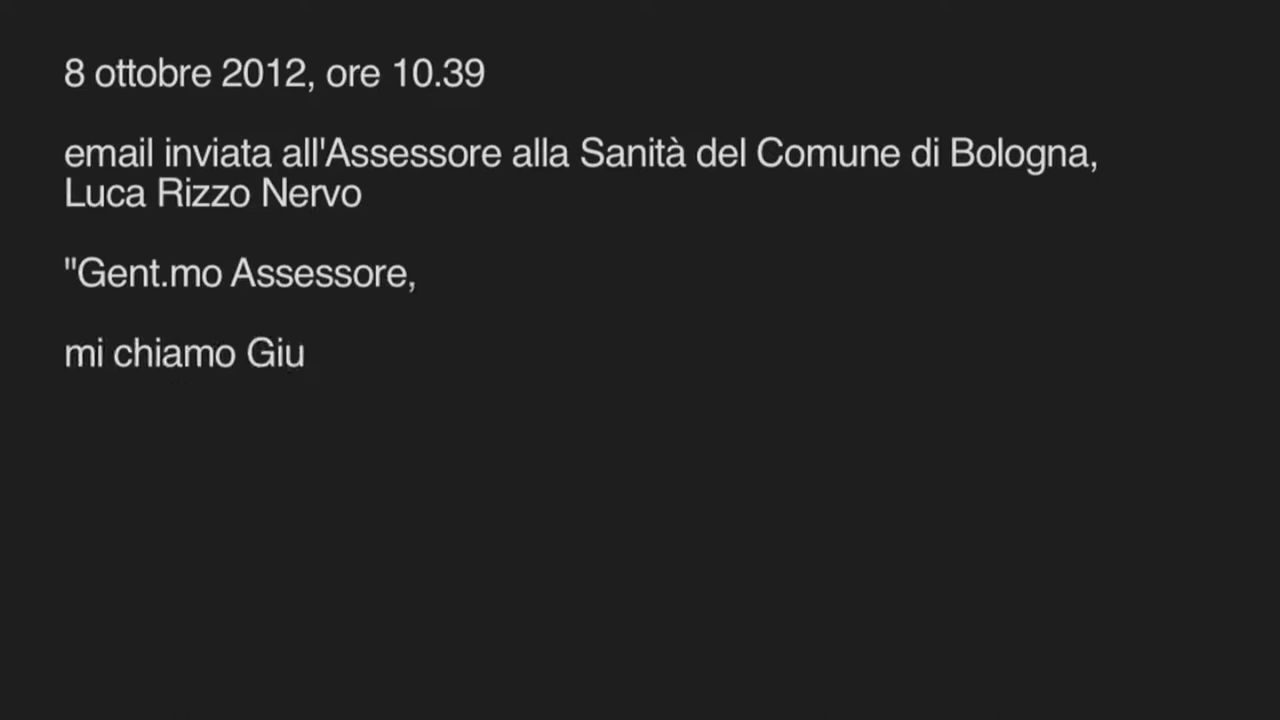 8 ottobre 2012, ore 10.39
email inviata all'Assessore alla Sanità del Comune di Bologna,
Luca Rizzo Nervo
"Gent.mo Assessore,
mi chiamo Giu